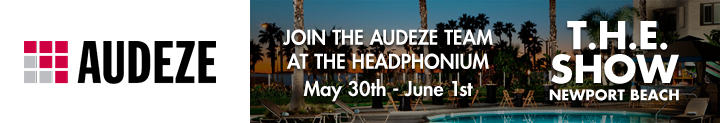 AUDEZE
JOIN THE AUDEZE TEAM
AT THE HEADPHONIUM
May 30th - June 1st
T.H.E.
SHOW
NEWPORT BEACH